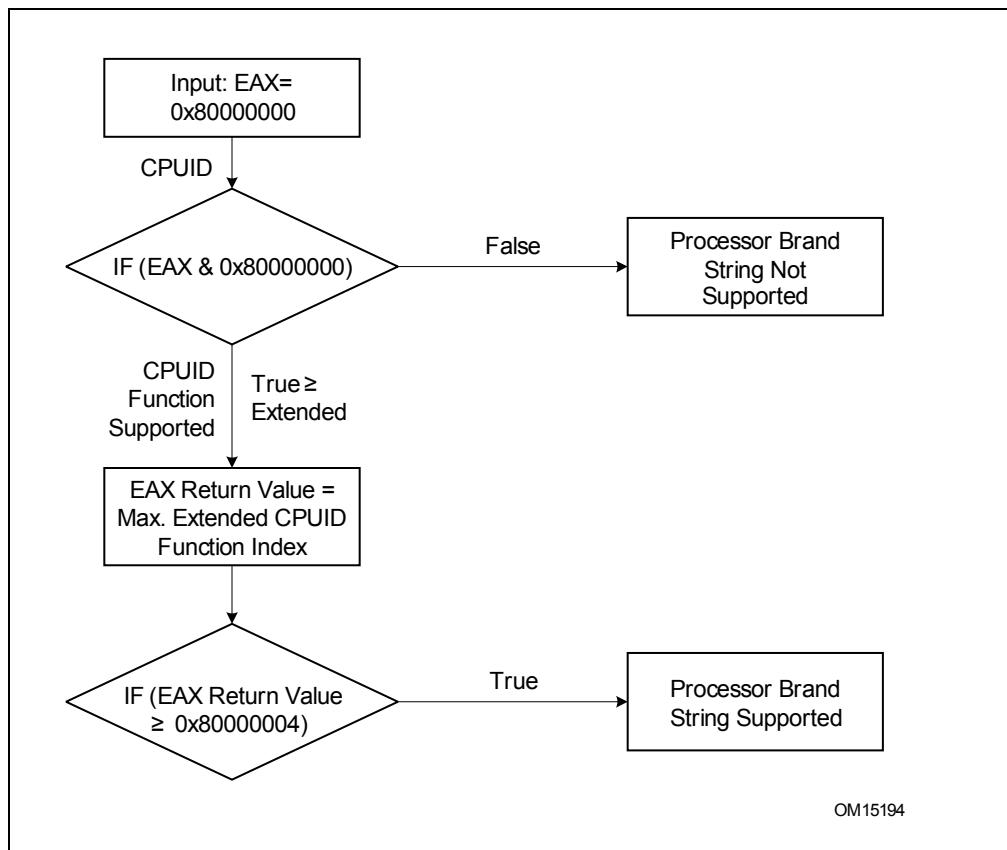 Input: EAX=
0x80000000
CPUID
IF (EAX & 0x80000000)
False
Processor Brand
String Not
Supported
CPUID
Function
Supported
True ≥
Extended
EAX Return Value =
Max. Extended CPUID
Function Index
IF (EAX Return Value
≥ 0x80000004)
True
Processor Brand
String Supported
OM15194